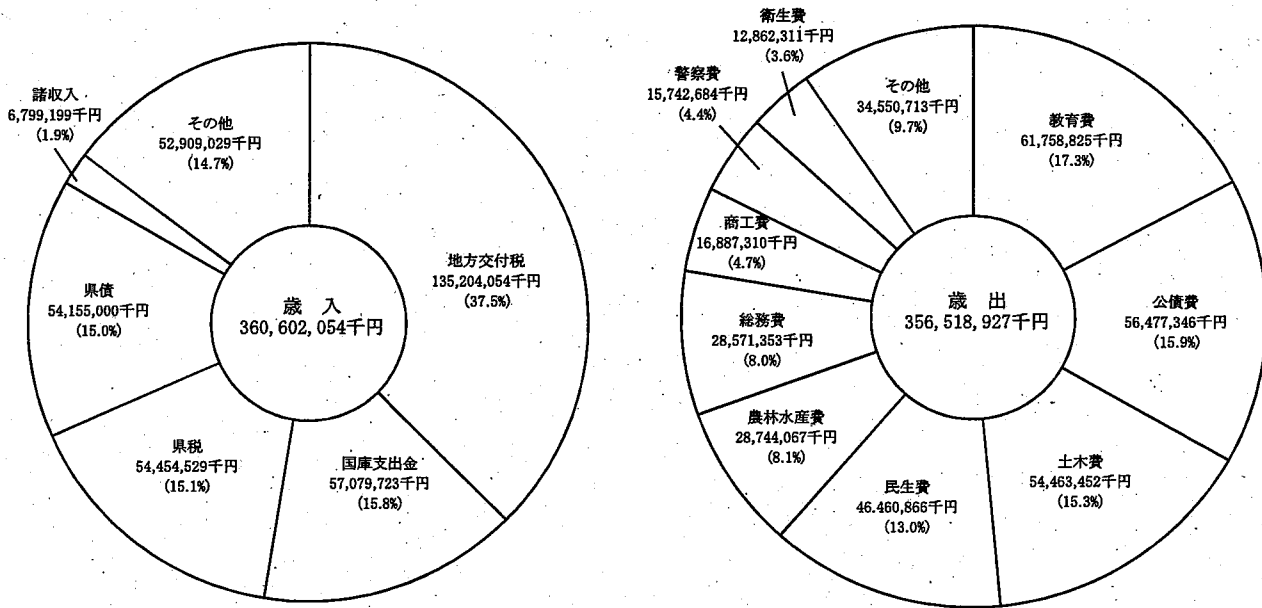 諸収入
6,799,199千円
(1.9%)
その他
52,909,029千円
(14.7%)
地方交付税
135,204,054千円
(37.5%)
県債
54,155,000千円
(15.0%)
歳　入
360,602,054千円
県税
54,454,529千円
(15.1%)
国庫支出金
57,079,723千円
(15.8%)
衛生費
12,862,311千円
(3.6%)
警察費
15,742,684千円
(4.4%)
その他
34,550,713千円
(9.7%)
教育費
61,758,825千円
(17.3%)
商工費
16,887,310千円
(4.7%)
歳　出
356,518,927千円
公債費
56,477,346千円
(15.9%)
総務費
28,571,353千円
(8.0%)
農林水産費
28,744,067千円
(8.1%)
民生費
46.460,866千円
(13.0%)
土木費
54,463,452千円
(15.3%)